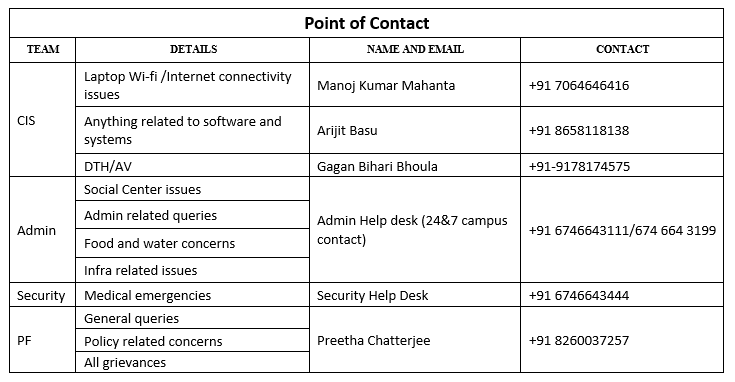 Point of Contact
TEAM DETAILS NAME AND EMAIL CONTACT
CIS
Laptop Wi-fi /Internet connectivity
issues
Manoj Kumar Mahanta
+91 7064646416
Anything related to software and
systems
Arijit Basu
+91 8658118138
DTH/AV
Gagan Bihari Bhoula
+91-9178174575
Admin
Social Center issues
Admin related queries
Food and water concerns
Infra related issues
Admin Help desk (24&7 campus
contact)
+91 6746643111/674 664 3199
Security
Medical emergencies
Security Help Desk
+91 6746643444
PF
General queries
Policy related concerns
All grievances
Preetha Chatterjee
+91 8260037257